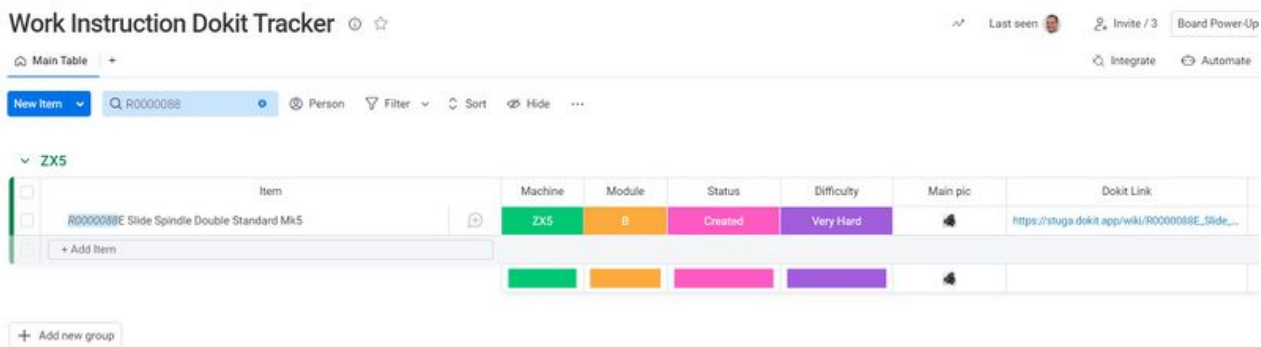 Work Instruction Dokit Tracker
Last seen
Invite / 3
Board Power-Up
Main Table +
Integrate
Automate
New Item
R0000088
Person
Filter
Sort
Hide ...
ZX5
Item Machine Module Status Difficulty Main pic Dokit Link
R0000088E Slide Spindle Double Standard Mk5 ZX5 B Created Very Hard https://stuga.dokit.app/wiki/R0000088E_Slide_...
+ Add Item
+ Add new group